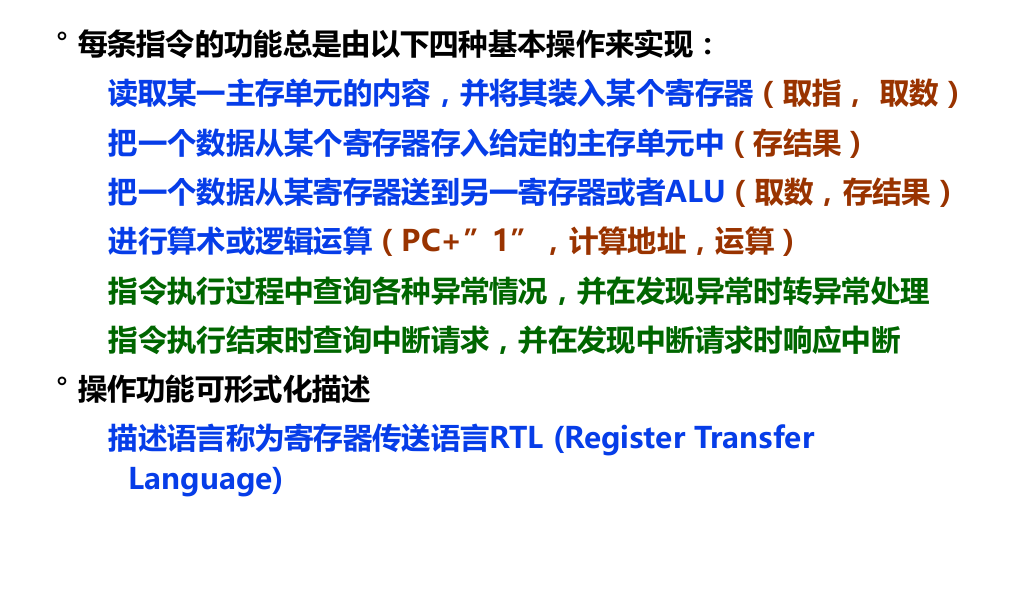 ° 每条指令的功能总是由以下四种基本操作来实现：
读取某一主存单元的内容，并将其装入某个寄存器（取指， 取数）
把一个数据从某个寄存器存入给定的主存单元中（存结果）
把一个数据从某寄存器送到另一寄存器或者ALU（取数，存结果）
进行算术或逻辑运算（PC+”1”，计算地址，运算）
指令执行过程中查询各种异常情况，并在发现异常时转异常处理
指令执行结束时查询中断请求，并在发现中断请求时响应中断
° 操作功能可形式化描述
描述语言称为寄存器传送语言RTL (Register Transfer
Language)